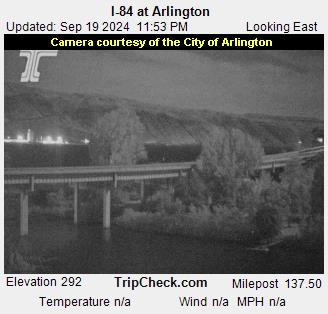 I-84 at Arlington
Updated: Sep 19 2024 11:53 PM Looking East
Camera courtesy of the City of Arlington
Elevation 292 TripCheck.com Milepost 137.50
Temperature n/a Wind n/a MPH n/a